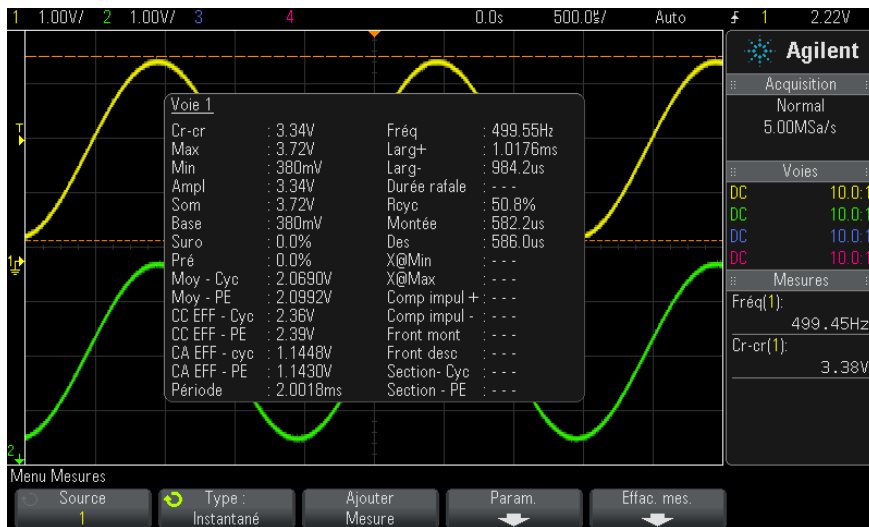 1 1.00V/ 2 1.00V/ 3 4 0.0s 500.0µ/ Auto 1 2.22V
Agilent
Acquisition
Normal
5.00MSa/s
Voies
DC 10.0:1
DC 10.0:1
DC 10.0:1
DC 10.0:1
Mesures
Fréq(1):
499.45Hz
Cr-cr(1):
3.38V
T
1
2
Voie 1
Cr-cr : 3.34V Fréq : 499.55Hz
Max : 3.72V Larg+ : 1.0176ms
Min : 380mV Larg- : 984.2us
Ampl : 3.34V Durée rafale : - - -
Som : 3.72V Rcyc : 50.8%
Base : 380mV Montée : 582.2us
Suro : 0.0% Des : 586.0us
Pré : 0.0% X@Min : - - -
Moy - Cyc : 2.0690V X@Max : - - -
Moy - PE : 2.0992V Comp impul + : - - -
CC EFF - Cyc : 2.36V Comp impul - : - - -
CC EFF - PE : 2.39V Front mont : - - -
CA EFF - cyc : 1.1448V Front desc : - - -
CA EFF - PE : 1.1430V Section- Cyc : - - -
Période : 2.0018ms Section - PE : - - -
Menu Mesures
Source
1
Type :
Instantané
Ajouter
Mesure
Param.
Effac. mes.